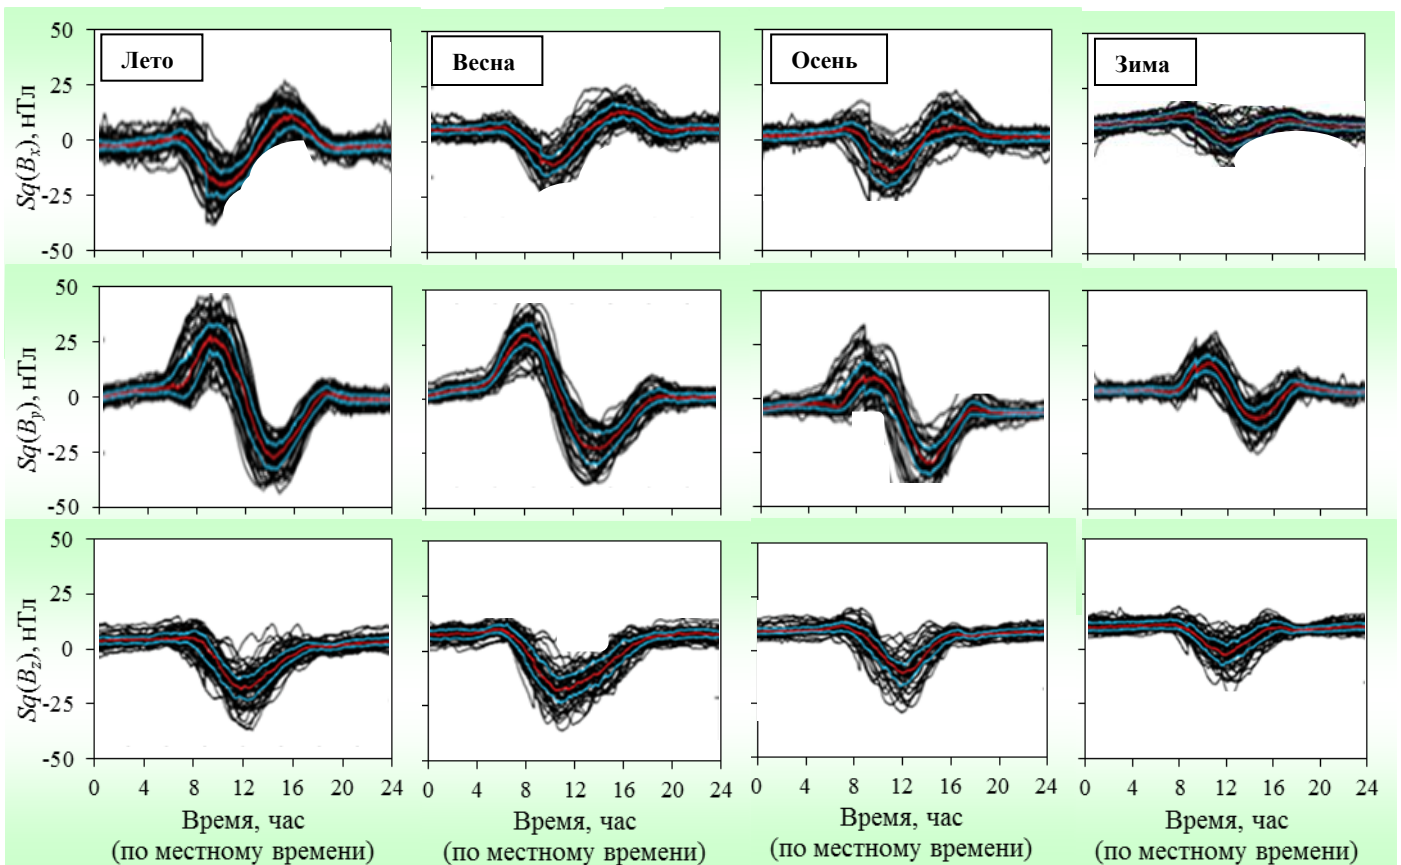 Лето
Весна
Осень
Зима
50
25
0
-25
-50
Sq(Bx), нТл
50
25
0
-25
-50
Sq(By), нТл
50
25
0
-25
-50
Sq(Bz), нТл
0 4 8 12 16 20 24
0 4 8 12 16 20 24
0 4 8 12 16 20 24
0 4 8 12 16 20 24
Время, час
(по местному времени)
Время, час
(по местному времени)
Время, час
(по местному времени)
Время, час
(по местному времени)